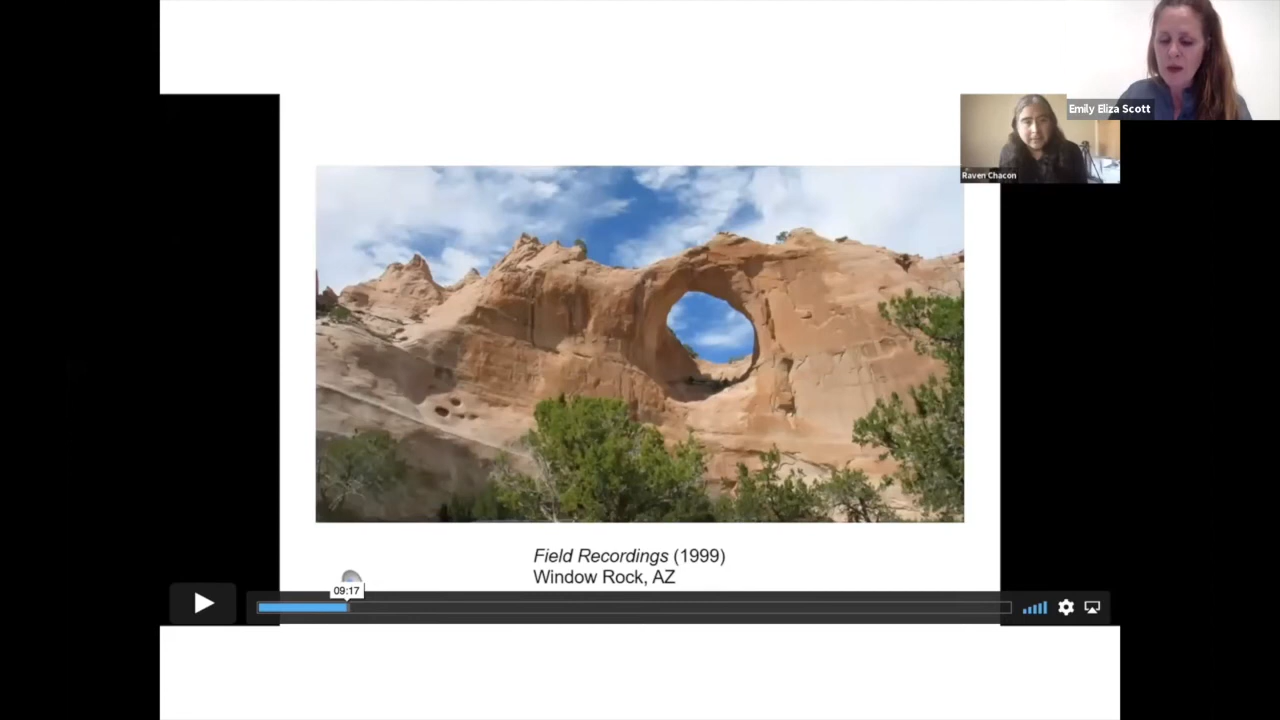 Emily Eliza Scott
Raven Chacon
Field Recordings (1999)
Window Rock, AZ
09:17